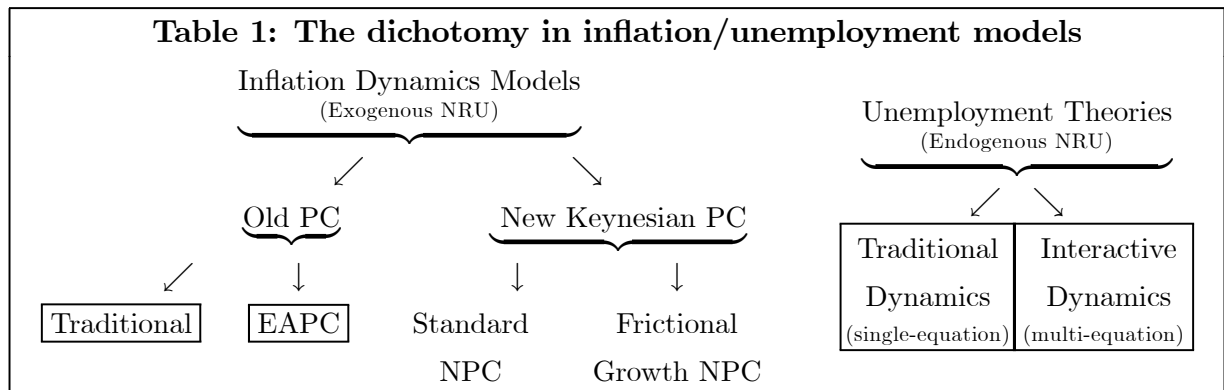 Table 1: The dichotomy in inflation/unemployment models
Inflation Dynamics Models
(Exogenous NRU)
Unemployment Theories
(Endogenous NRU)
Old PC
New Keynesian PC
Traditional
EAPC
Standard
NPC
Frictional
Growth NPC
Traditional
Dynamics
(single-equation)
Interactive
Dynamics
(multi-equation)